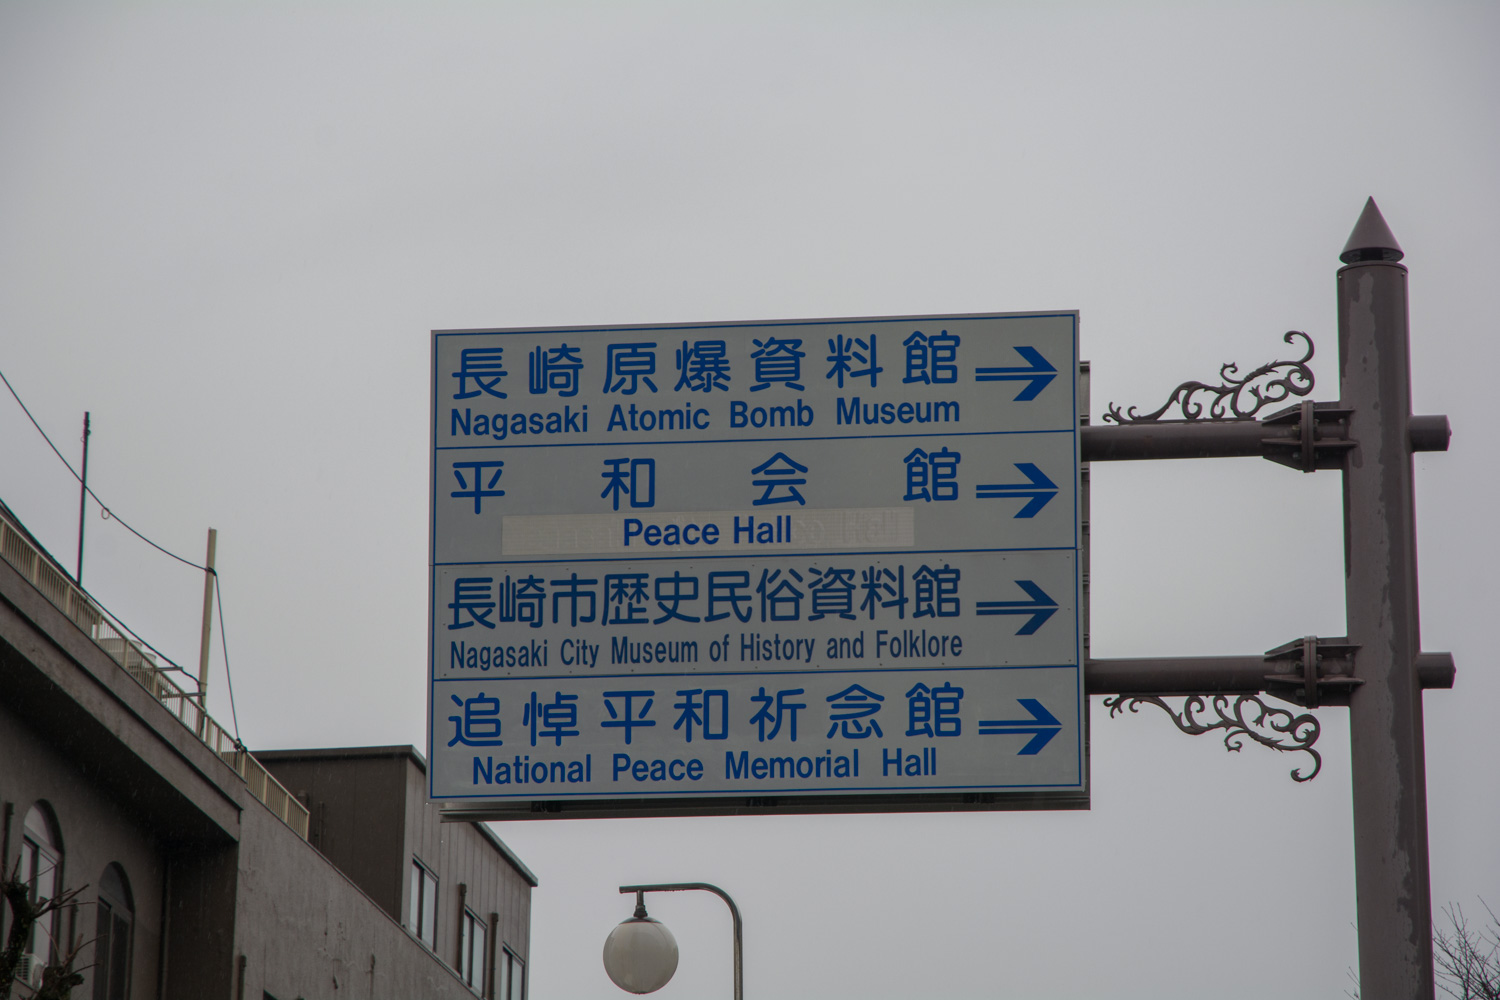 長崎原爆資料館
Nagasaki Atomic Bomb Museum
平和会館
Peace Hall
長崎市歴史民俗資料館
Nagasaki City Museum of History and Folklore
追悼平和祈念館
National Peace Memorial Hall